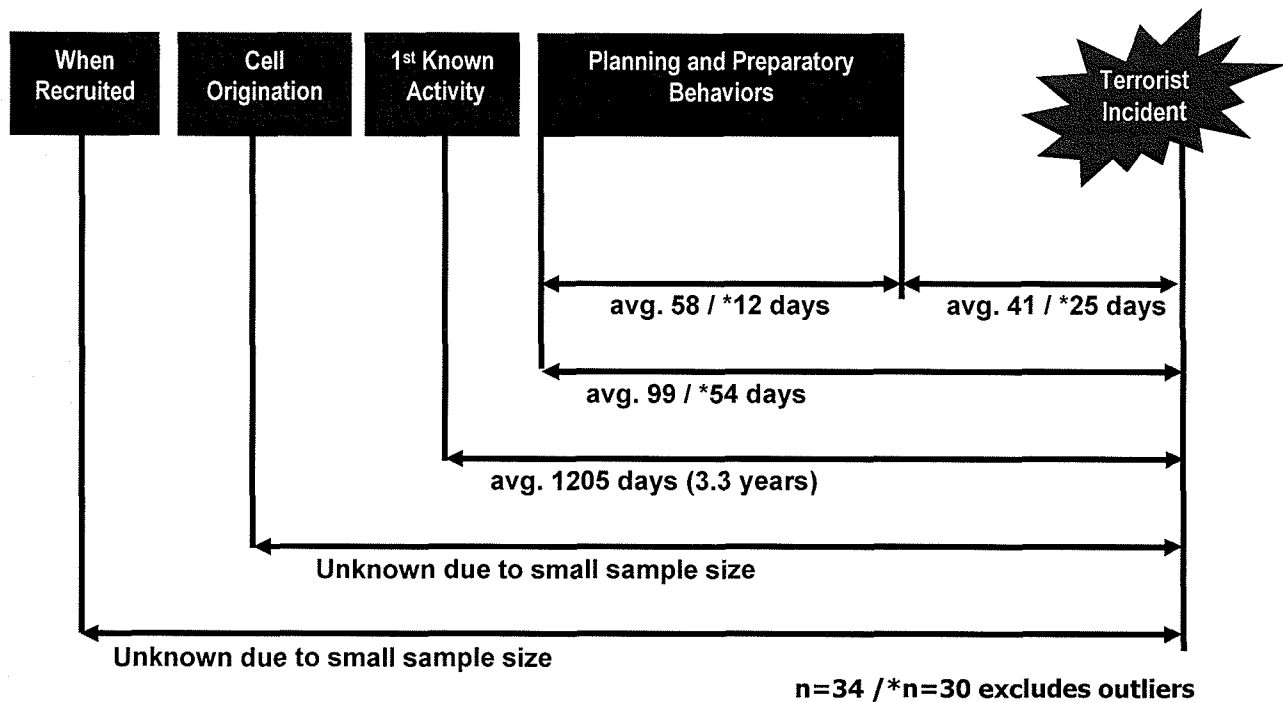 When
Recruited
Cell
Origination
1st Known
Activity
Planning and Preparatory
Behaviors
Terrorist
Incident
avg. 58 / *12 days
avg. 41 / *25 days
avg. 99 / *54 days
avg. 1205 days (3.3 years)
Unknown due to small sample size
Unknown due to small sample size
n=34 /*n=30 excludes outliers